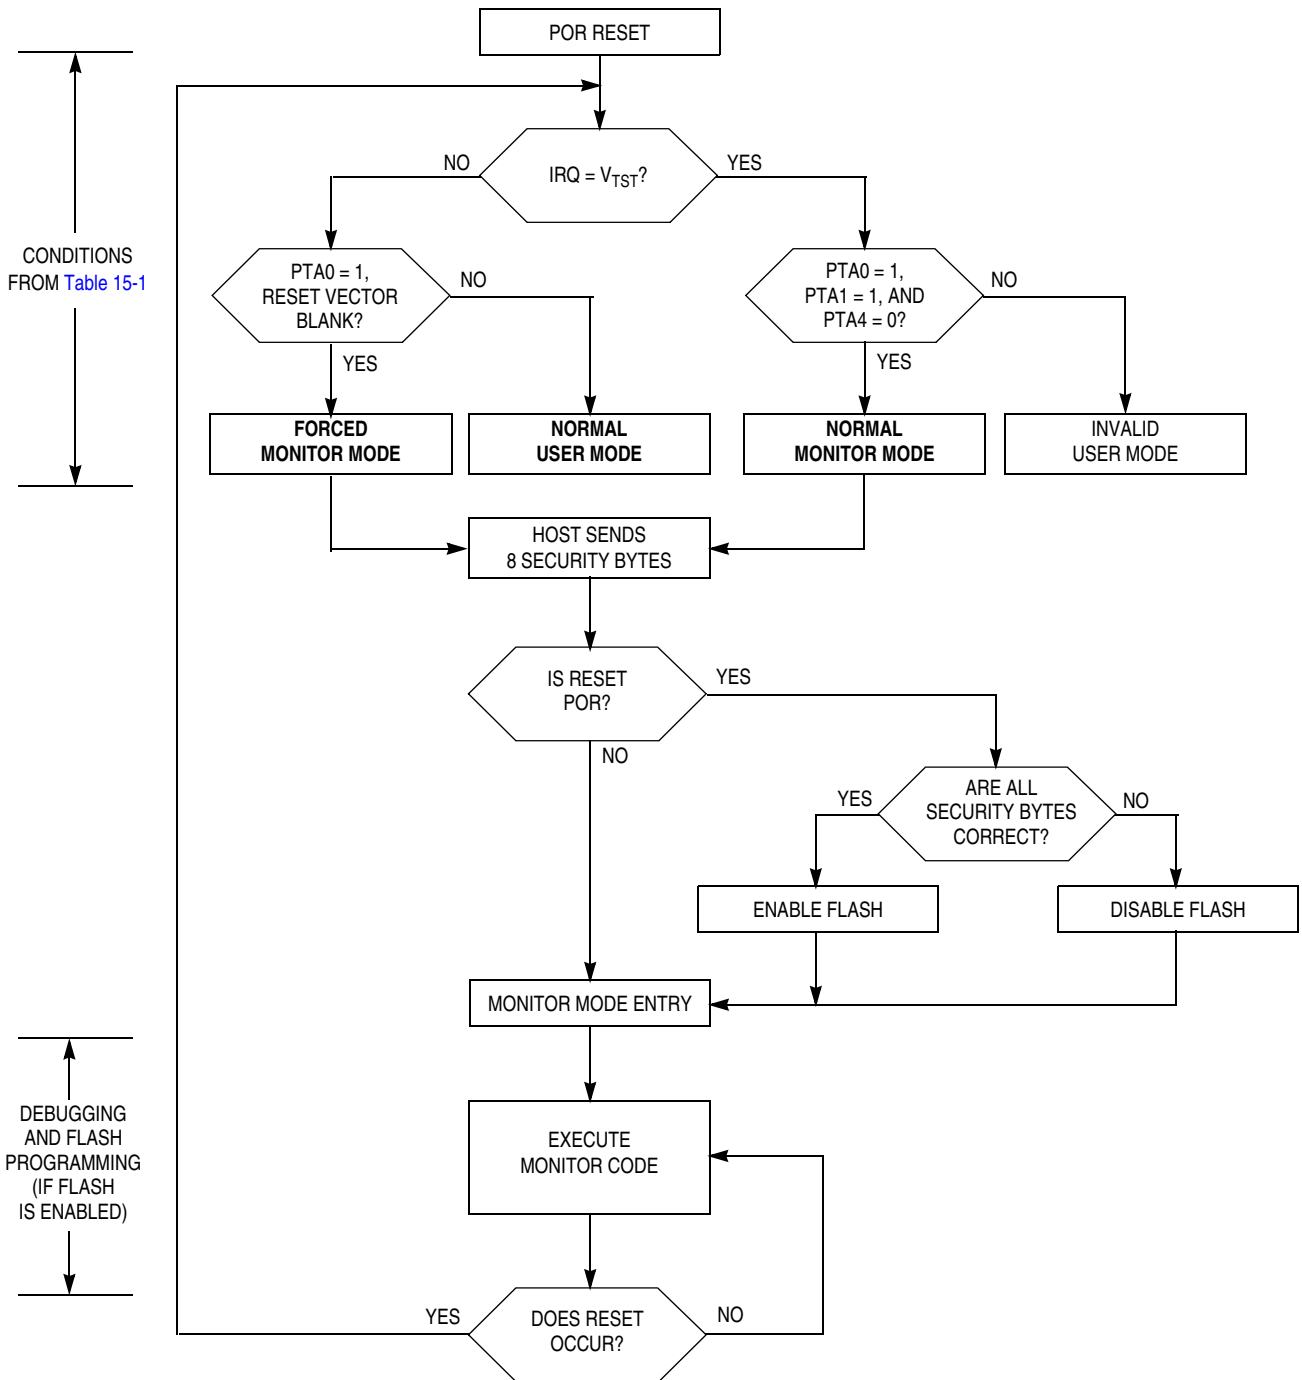 POR RESET
NO
IRQ = VTST?
YES
CONDITIONS
FROM Table 15-1
PTA0 = 1,
RESET VECTOR
BLANK?
NO
YES
PTA0 = 1,
PTA1 = 1, AND
PTA4 = 0?
NO
YES
FORCED
MONITOR MODE
NORMAL
USER MODE
NORMAL
MONITOR MODE
INVALID
USER MODE
HOST SENDS
8 SECURITY BYTES
IS RESET
POR?
YES
NO
YES
ARE ALL
SECURITY BYTES
CORRECT?
NO
ENABLE FLASH
DISABLE FLASH
MONITOR MODE ENTRY
DEBUGGING
AND FLASH
PROGRAMMING
(IF FLASH
IS ENABLED)
EXECUTE
MONITOR CODE
YES
DOES RESET
OCCUR?
NO